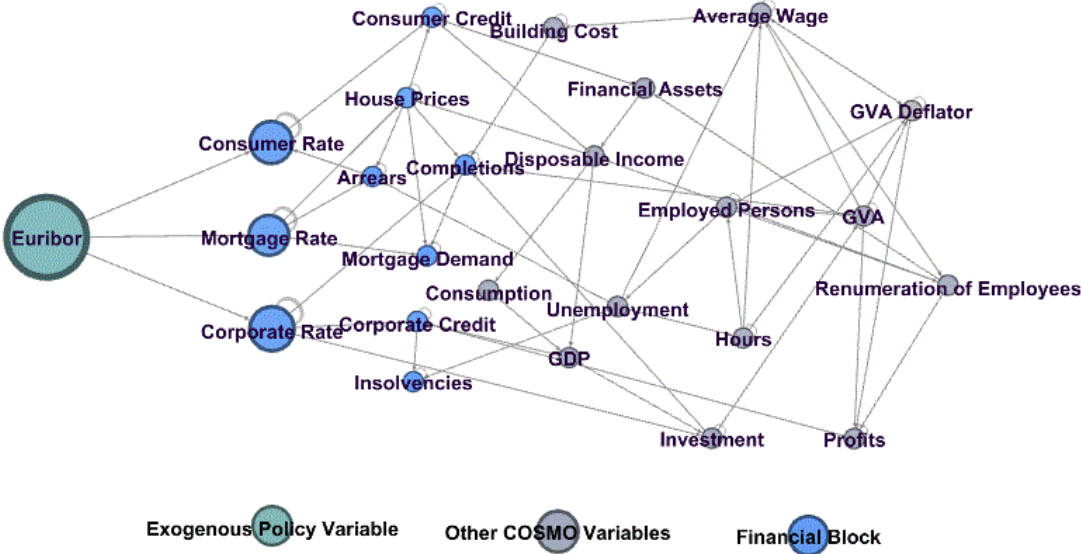 Consumer Credit
Building Cost
Average Wage
Financial Assets
House Prices
GVA Deflator
Consumer Rate
Arrears
Completions
Disposable Income
Employed Persons
GVA
Euribor
Mortgage Rate
Mortgage Demand
Consumption
Unemployment
Renumeration of Employees
Corporate Rate
Corporate Credit
Hours
GDP
Insolvencies
Investment
Profits
Exogenous Policy Variable
Other COSMO Variables
Financial Block